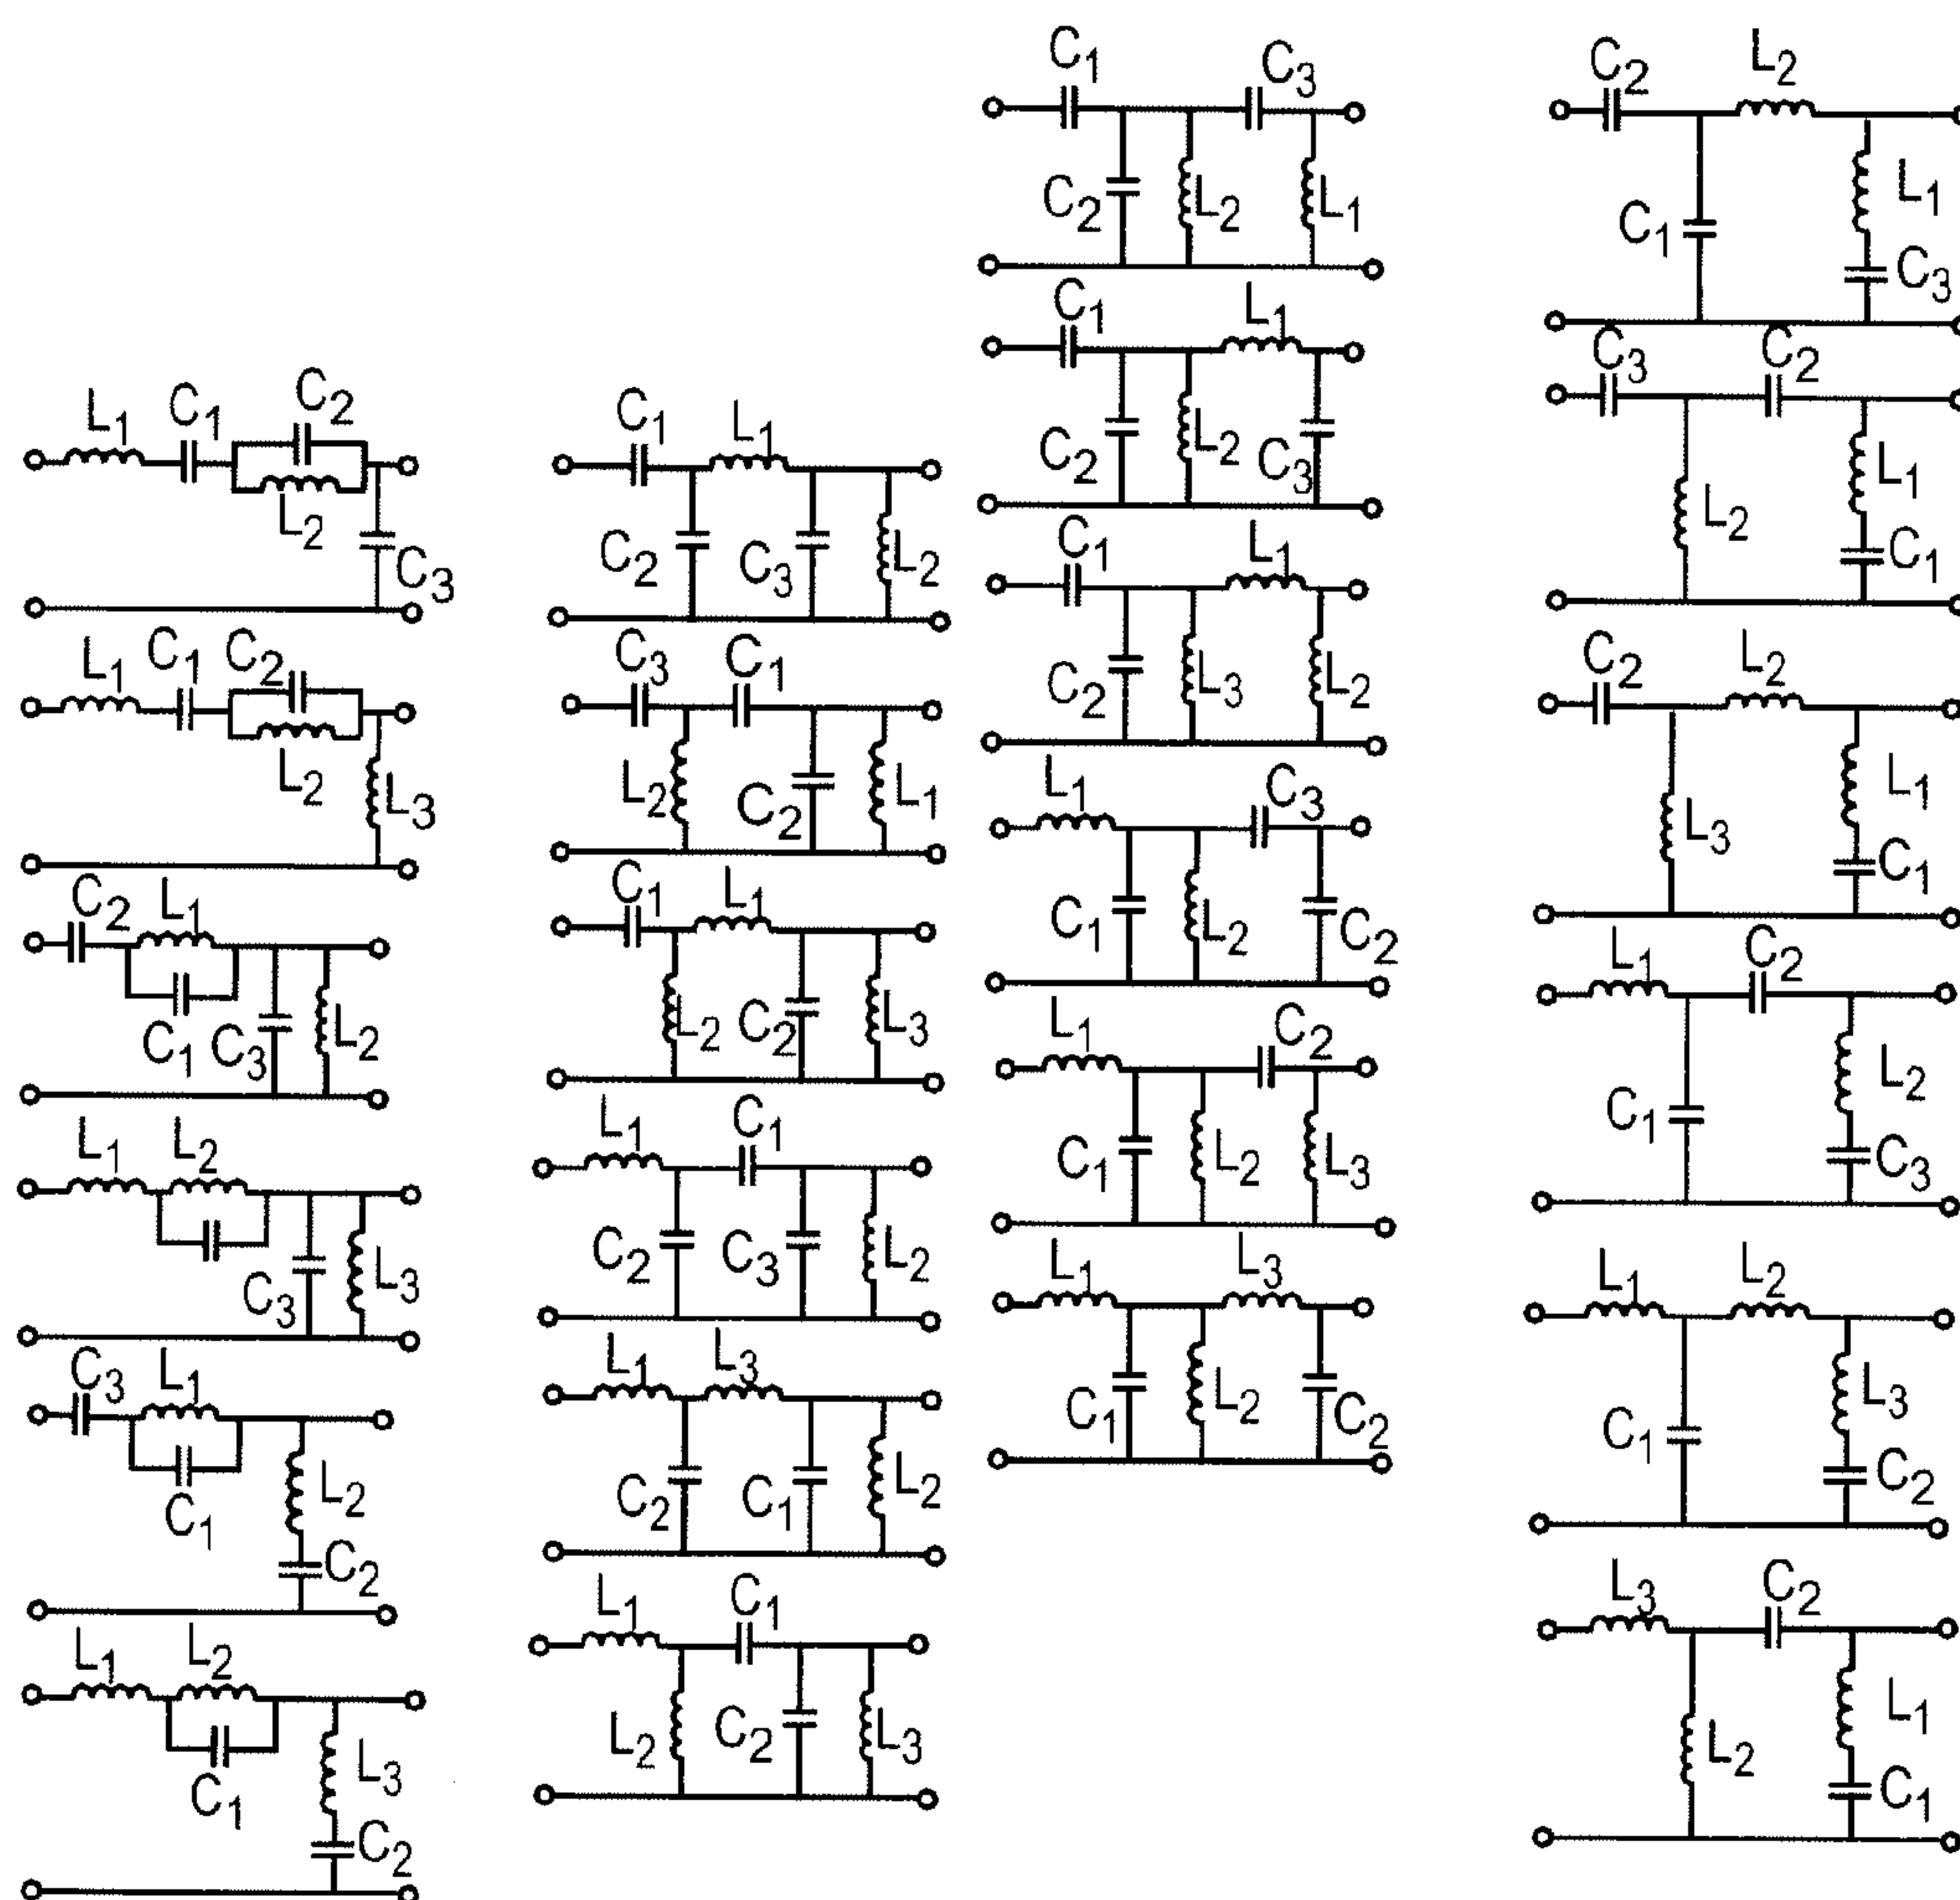 L1 C1 C2
L2 C3
L1 C1 C2
L2 L3
C2 L1
C1 C3 L2
L1 L2
C3 L3
C3 L1
C1 L2
C2
L1 L2
C1 L3
C2
C1 L1
C2 C3 L2
C3 C1
L2 C2 L1
C1 L1
L2 C2 L3
L1 C1
C2 C3 L2
L1 L3
C2 C1 L2
L1 C1
L2 C2 L3
C1 C3
C2 L2 L1
C1 L1
C2 L2 C3
C1 L1
C2 L3 L2
L1 C3
C1 L2 C2
L1 C2
C1 L2 L3
L1 L3
C1 L2 C2
C2 L2
C1 L1
C3
C3 C2
L2 L1
C1
C2 L2
L3 L1
C1
L1 C2
C1 L2
C3
L1 L2
C1 L3
C2
L3 C2
L2 L1
C1